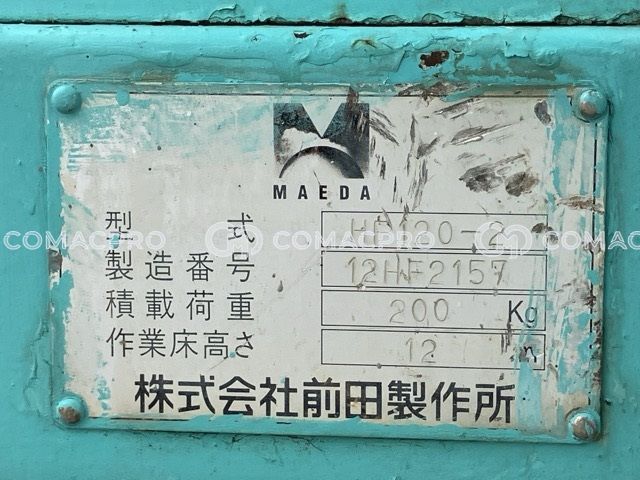 MAEDA
型式
COMACPRO COMACPRO COMACPRO
製造番号 12HF2157
積載荷重 200 Kg
作業床高さ 12 m
株式会社前田製作所